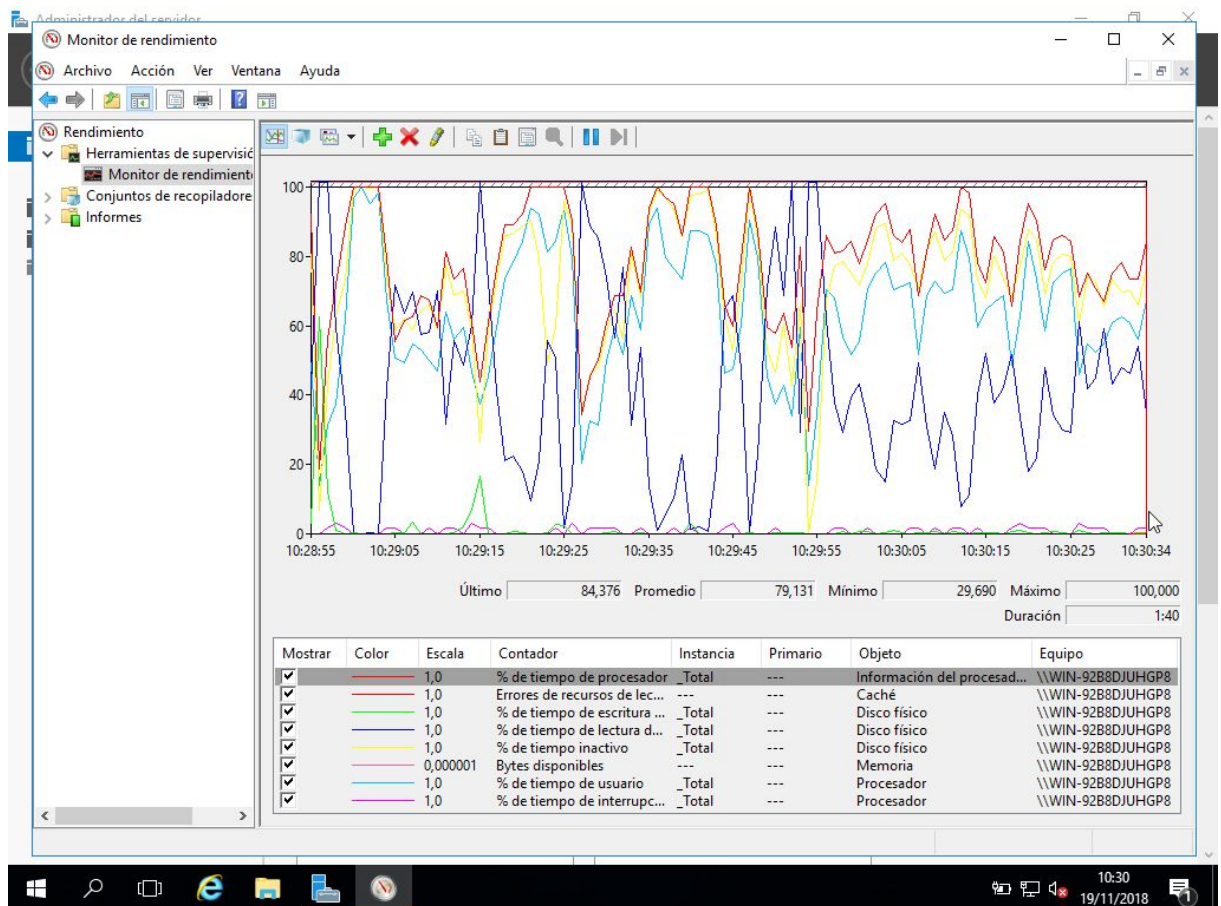 Administrador del servidor
Monitor de rendimiento
Archivo Acción Ver Ventana Ayuda
Rendimiento
Herramientas de supervisió
Monitor de rendimient
Conjuntos de recopiladore
Informes
100
80
60
40
20
0
10:28:55 10:29:05 10:29:15 10:29:25 10:29:35 10:29:45 10:29:55 10:30:05 10:30:15 10:30:25 10:30:34
Último 84,376 Promedio 79,131 Mínimo 29,690 Máximo 100,000
Duración 1:40
Mostrar Color Escala Contador Instancia Primario Objeto Equipo
1,0 % de tiempo de procesador _Total --- Información del procesad... \\WIN-92B8DJUHGP8
1,0 Errores de recursos de lec... --- --- Caché \\WIN-92B8DJUHGP8
1,0 % de tiempo de escritura ... _Total --- Disco físico \\WIN-92B8DJUHGP8
1,0 % de tiempo de lectura d... _Total --- Disco físico \\WIN-92B8DJUHGP8
1,0 % de tiempo inactivo _Total --- Disco físico \\WIN-92B8DJUHGP8
0,000001 Bytes disponibles --- --- Memoria \\WIN-92B8DJUHGP8
1,0 % de tiempo de usuario _Total --- Procesador \\WIN-92B8DJUHGP8
1,0 % de tiempo de interrupc... _Total --- Procesador \\WIN-92B8DJUHGP8
10:30
19/11/2018
1